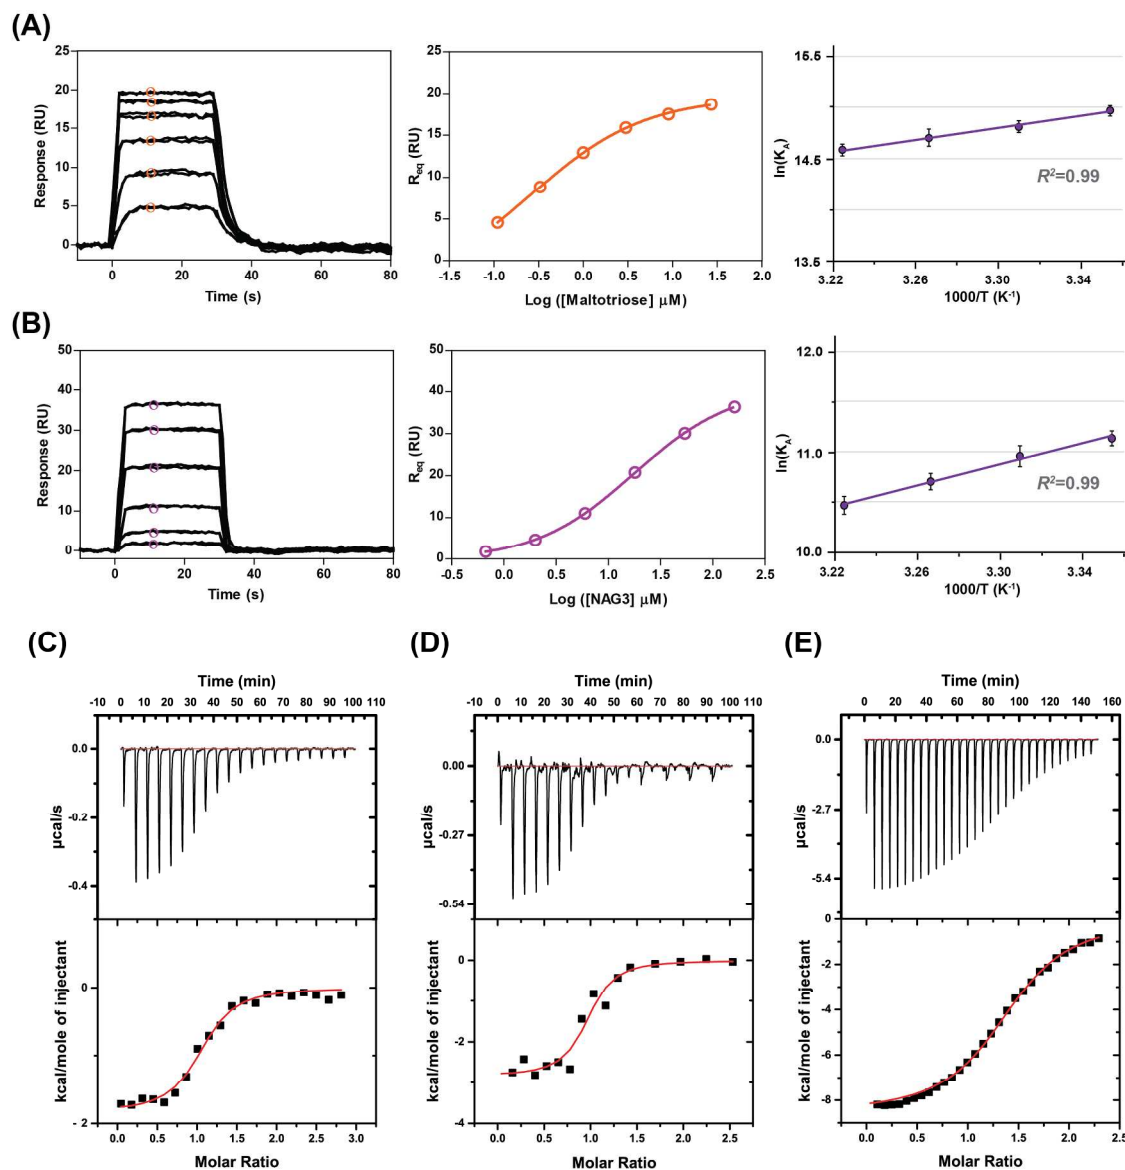 (A)
25
20
15
10
5
0
0 20 40 60 80
Response (RU)
Time (s)
25
20
15
10
5
0
-1.5 -1.0 -0.5 0.0 0.5 1.0 1.5 2.0
Req (RU)
Log ([Maltotriose] μM)
16.5
14.5
13.5
3.22 3.26 3.30 3.34
ln(KA)
R²=0.99
1000/T (K⁻¹)
(B)
50
40
30
20
10
0
0 20 40 60 80
Response (RU)
Time (s)
50
40
30
20
10
0
-0.5 0.0 0.5 1.0 1.5 2.0 2.5
Req (RU)
Log ([NAG3] μM)
12.0
11.0
10.0
3.22 3.26 3.30 3.34
ln(KA)
R²=0.99
1000/T (K⁻¹)
(C)
Time (min)
-10 0 10 20 30 40 50 60 70 80 90 100 110
0.0
-0.2
-0.4
μcal/s
0
-2
kcal/mole of injectant
0.0 0.5 1.0 1.5 2.0 2.5 3.0
Molar Ratio
(D)
Time (min)
-10 0 10 20 30 40 50 60 70 80 90 100 110
0.00
-0.27
-0.54
μcal/s
0
-2
-4
kcal/mole of injectant
0.0 0.5 1.0 1.5 2.0 2.5
Molar Ratio
(E)
Time (min)
0 20 40 60 80 100 120 140 160
0.0
-2.7
-5.4
μcal/s
0
-2
-4
-6
-8
kcal/mole of injectant
0.0 0.5 1.0 1.5 2.0 2.5
Molar Ratio